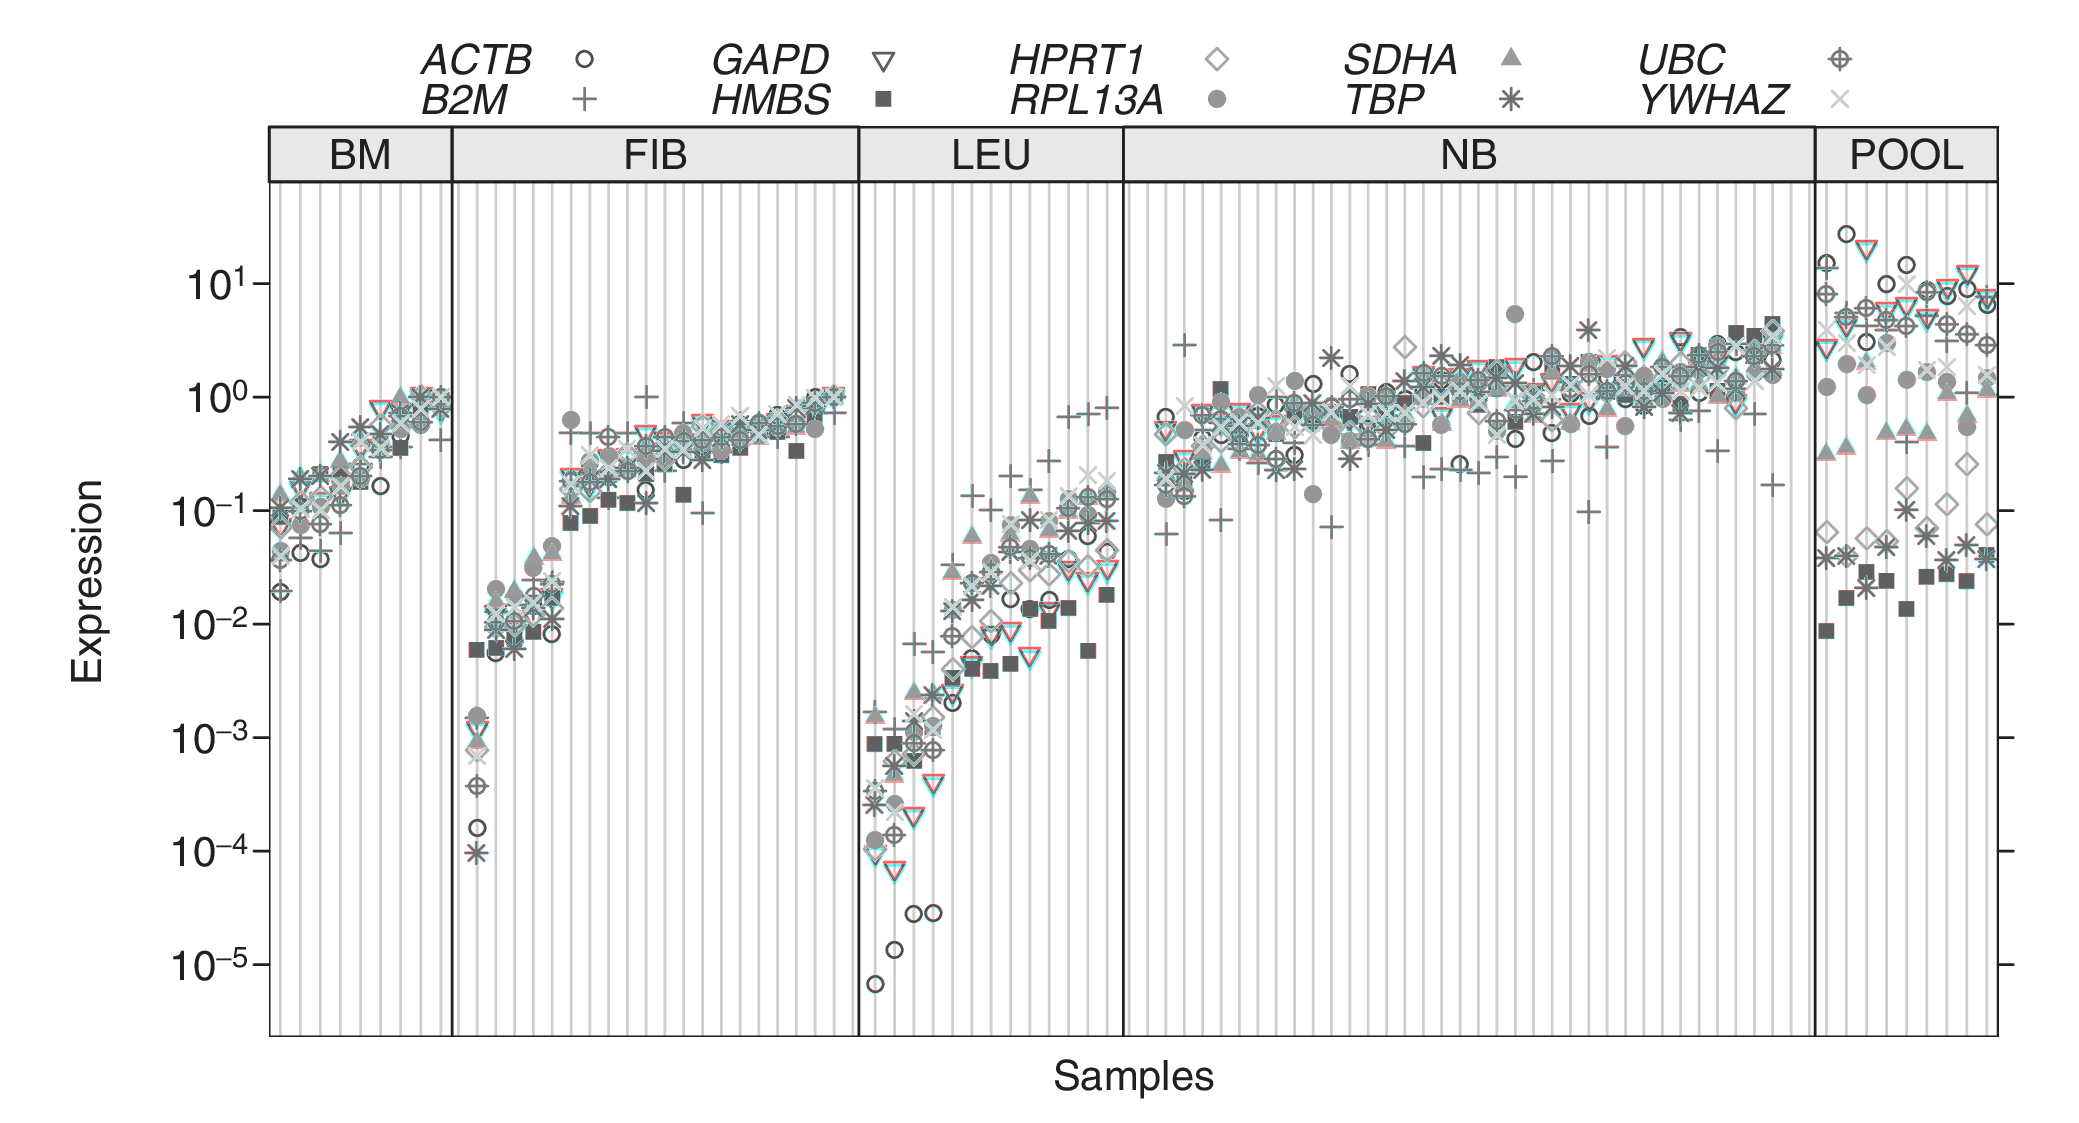 ACTB GAPD HPRT1 SDHA UBC
B2M HMBS RPL13A TBP YWHAZ
BM FIB LEU NB POOL
10¹
10⁰
10⁻¹
10⁻²
10⁻³
10⁻⁴
10⁻⁵
Expression
Samples